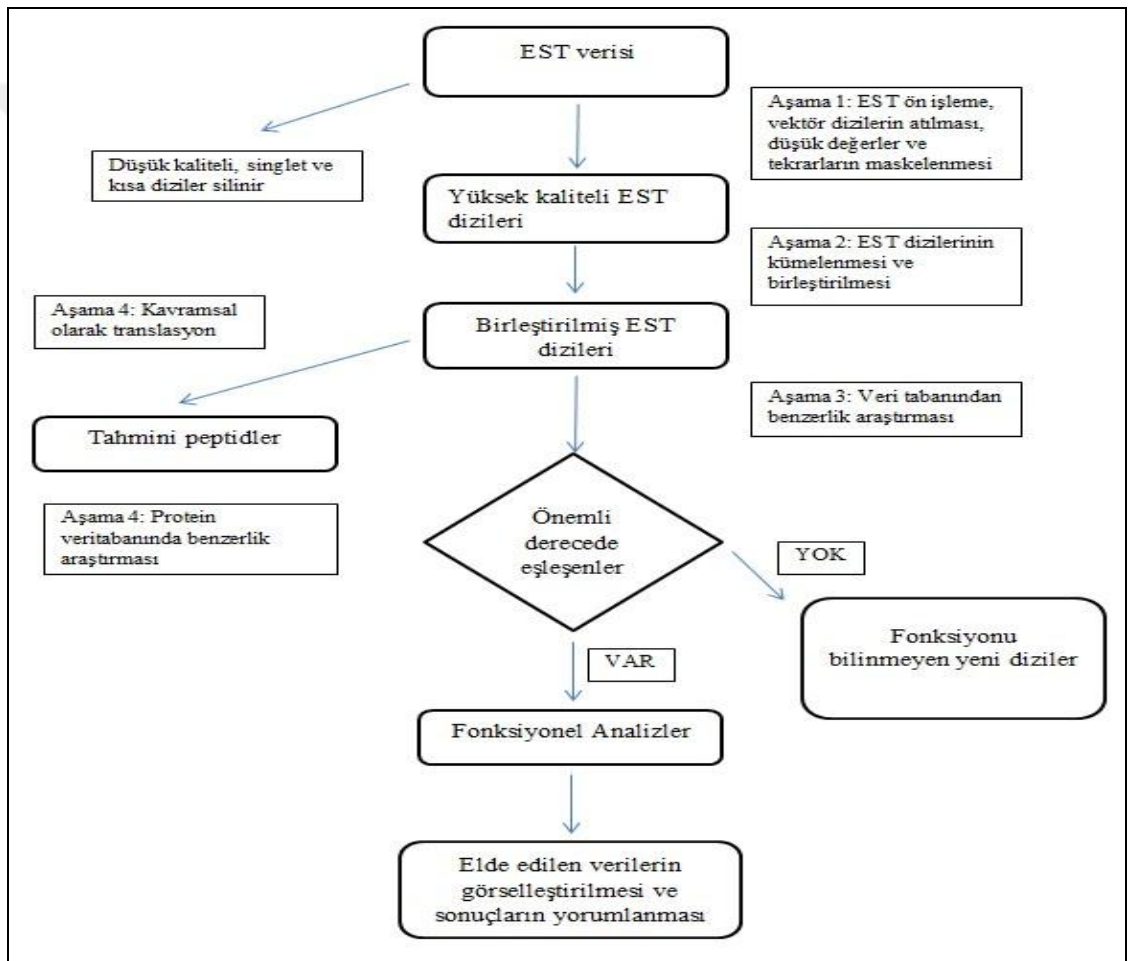 EST verisi
Aşama 1: EST ön işleme,
vektör dizilerin atılması,
düşük değerler ve
tekrarların maskelenmesi
Düşük kaliteli, singlet ve
kısa diziler silinir
Yüksek kaliteli EST
dizileri
Aşama 2: EST dizilerinin
kümelenmesi ve
birleştirilmesi
Aşama 4: Kavramsal
olarak translasyon
Birleştirilmiş EST
dizileri
Aşama 3: Veri tabanından
benzerlik araştırması
Tahmini peptidler
Aşama 4: Protein
veritabanında benzerlik
araştırması
Önemli
derecede
eşleşenler
YOK
Fonksiyonu
bilinmeyen yeni diziler
VAR
Fonksiyonel Analizler
Elde edilen verilerin
görselleştirilmesi ve
sonuçların yorumlanması